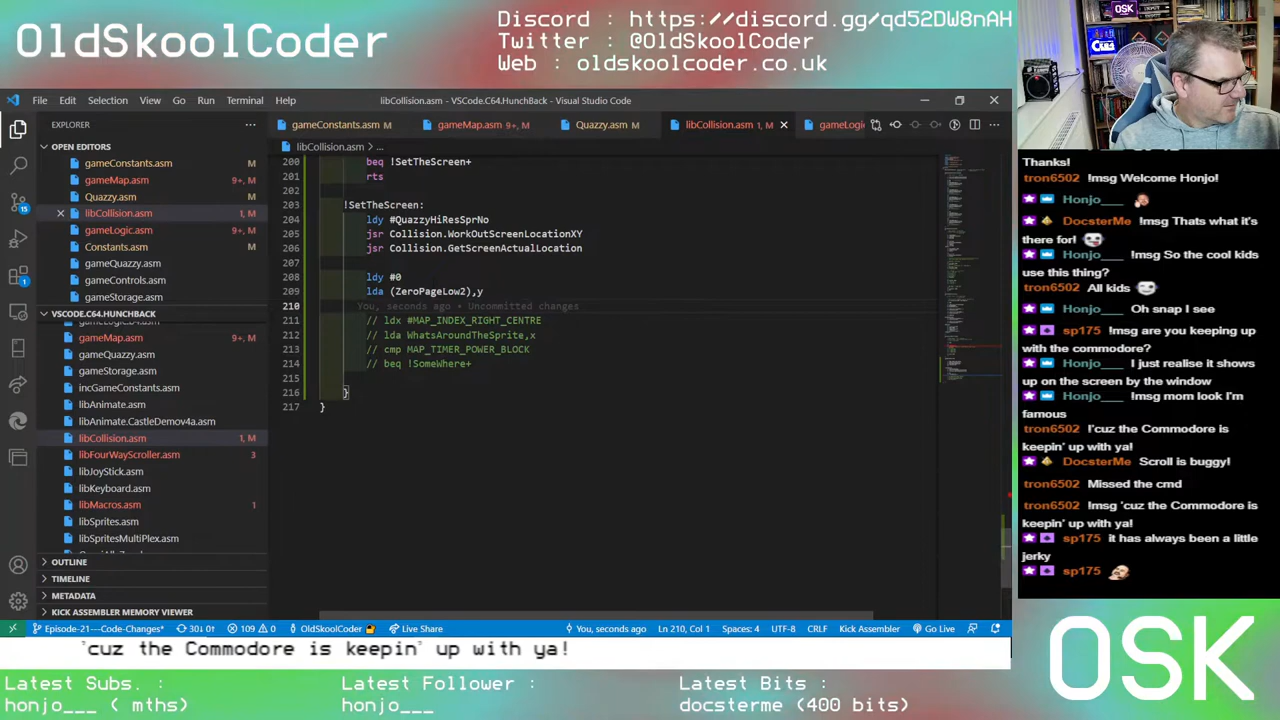 OldSkoolCoder
Discord : https://discord.gg/qd52DW8nAH
Twitter : @OldSkoolCoder
Web : oldskoolcoder.co.uk
File Edit Selection View Go Run Terminal Help
libCollision.asm - VSCode.C64.HunchBack - Visual Studio Code
EXPLORER
gameConstants.asm M
gameMap.asm 9+, M
Quazzy.asm M
libCollision.asm 1, M
gameLogic
OPEN EDITORS
gameConstants.asm M
gameMap.asm 9+, M
Quazzy.asm M
libCollision.asm 1, M
gameLogic.asm 9+, M
Constants.asm M
gameQuazzy.asm
gameStorage.asm
VSCODE.C64.HUNCHBACK
gameMap.asm 9+, M
gameQuazzy.asm
gameStorage.asm
incGameConstants.asm
libAnimate.asm
libAnimate.CastleDemov4a.asm
libCollision.asm 1, M
libFourWayScroller.asm 3
libJoyStick.asm
libKeyboard.asm
libMacros.asm 1
libSprites.asm
libSpritesMultiPlex.asm
OUTLINE
TIMELINE
METADATA
KICK ASSEMBLER MEMORY VIEWER
libCollision.asm > ...
200 beq !SetTheScreen+
201 rts
202
203 !SetTheScreen:
204 ldy #QuazzyHiResSprNo
205 jsr Cilision.WorkOutScreenLocationXY
206 jsr Cilision.GetScreenActualLocation
207
208 ldy #0
209 lda (ZeroPageLow2),y
210 You, seconds ago • Uncommitted changes
211 // ldx #MAP_INDEX_RIGHT_CENTRE
212 // lda WhatsAroundTheSprite,x
213 // cmp MAP_TIMER_POWER_BLOCK
214 // beq !SomeWhere+
215
216 }
217 }
Episode-21---Code-Changes* 30↓ 0↑ 109 0 OldSkoolCoder Live Share
You, seconds ago Ln 210, Col 1 Spaces: 4 UTF-8 CRLF Kick Assembler Go Live
Thanks!
tron6502 !msg Welcome Honjo!
Honjo___
DocsterMe !msg Thats what it's
there for!
Honjo___ !msg So the cool kids
use this thing?
DocsterMe All kids
Honjo___ Oh snap I see
sp175 !msg are you keeping up
with the commodore?
Honjo___ I just realise it shows
up on the screen by the window
Honjo___ !msg mom look I'm
famous
tron6502 !'cuz the Commodore is
keepin' up with ya!
DocsterMe Scroll is buggy!
tron6502 Missed the cmd
tron6502 !msg 'cuz the Commodore is
keepin' up with ya!
sp175 it has always been a little
jerky
sp175
'cuz the Commodore is keepin' up with ya!
Latest Subs. :
honjo___ ( mths)
Latest Follower :
honjo___
Latest Bits :
docsterme (400 bits)
OSK